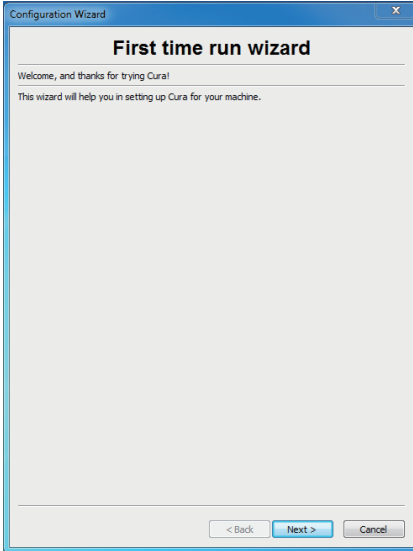 Configuration Wizard
First time run wizard
Welcome, and thanks for trying Cura!
This wizard will help you in setting up Cura for your machine.
< Back Next > Cancel